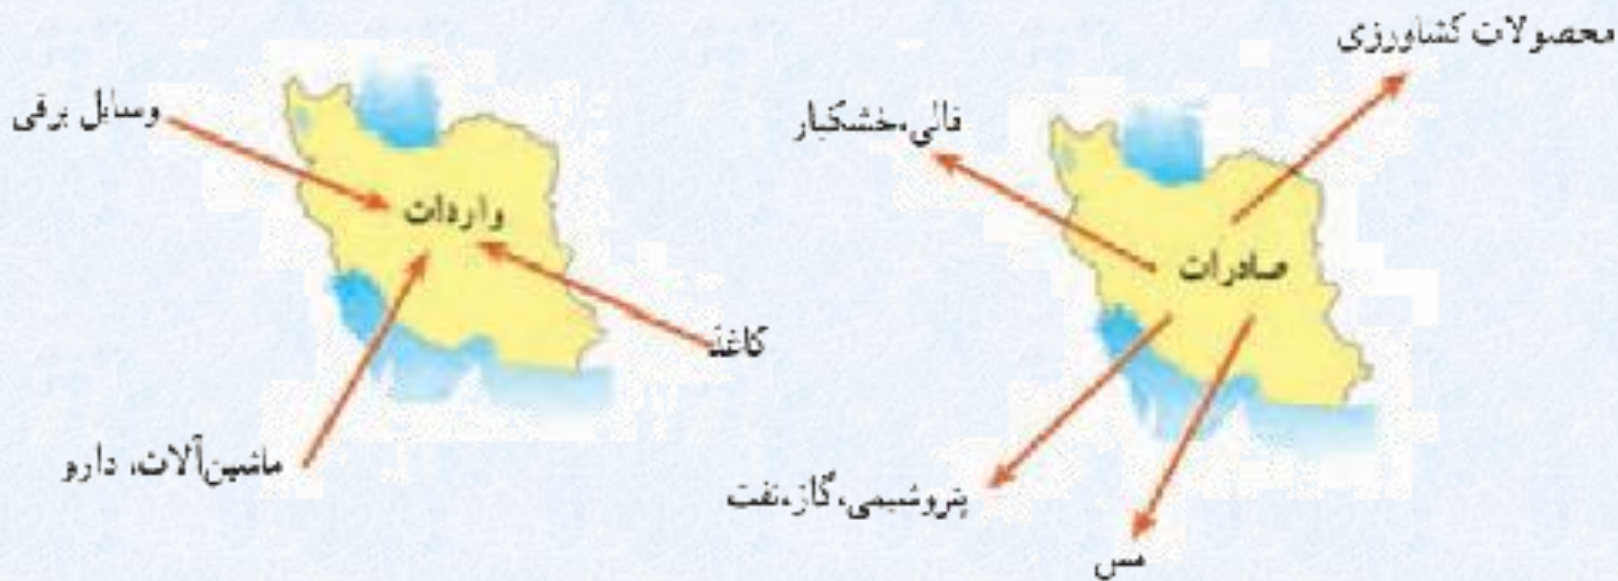 محصولات کشاورزی
قالی،خشکبار
صادرات
پتروشیمی،گاز،نفت
مس
وسایل برقی
واردات
کاغذ
ماشین‌آلات، دارو